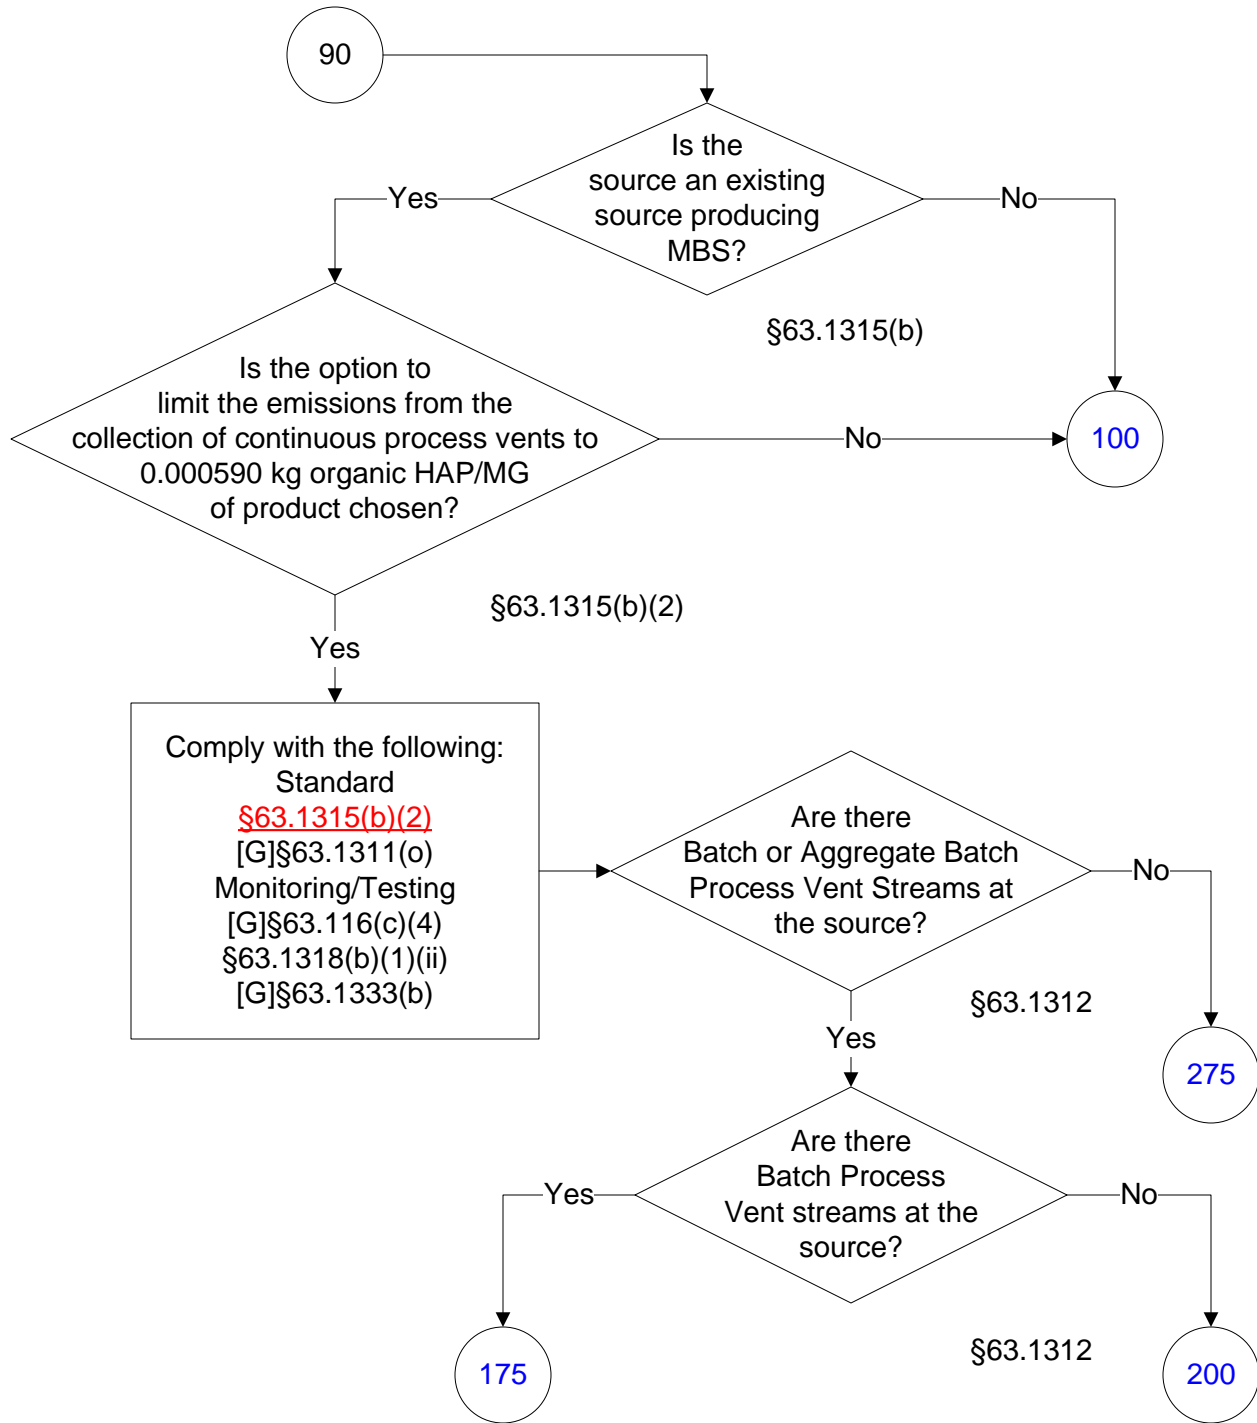 90
Is the
source an existing
source producing
MBS?
Yes
No
§63.1315(b)
Is the option to
limit the emissions from the
collection of continuous process vents to
0.000590 kg organic HAP/MG
of product chosen?
No
100
§63.1315(b)(2)
Yes
Comply with the following:
Standard
§63.1315(b)(2)
[G]§63.1311(o)
Monitoring/Testing
[G]§63.116(c)(4)
§63.1318(b)(1)(ii)
[G]§63.1333(b)
Are there
Batch or Aggregate Batch
Process Vent Streams at
the source?
No
§63.1312
Yes
275
Are there
Batch Process
Vent streams at the
source?
Yes
No
§63.1312
175
200